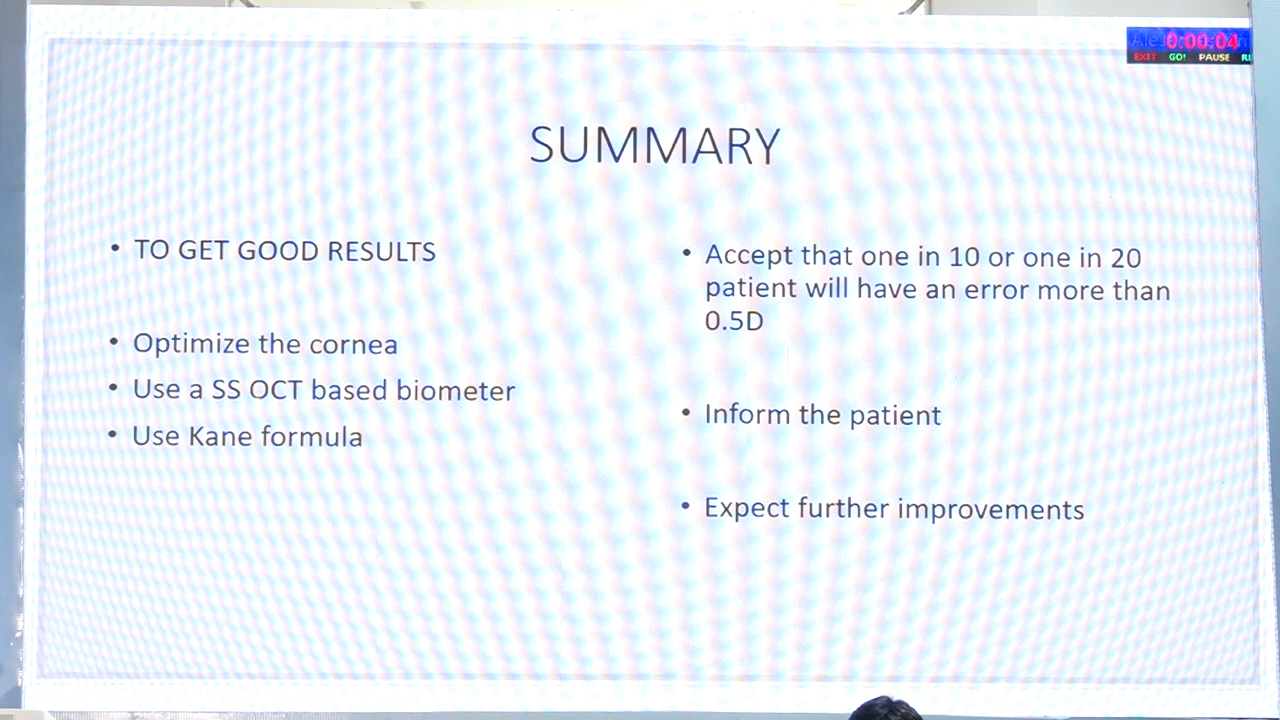 0:00:04
EXIT GO! PAUSE
SUMMARY
• TO GET GOOD RESULTS
• Optimize the cornea
• Use a SS OCT based biometer
• Use Kane formula
• Accept that one in 10 or one in 20
patient will have an error more than
0.5D
• Inform the patient
• Expect further improvements